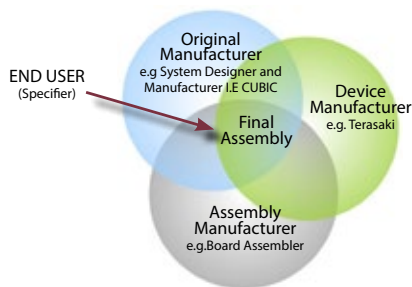 Original
Manufacturer
e.g System Designer and
Manufacturer I.E CUBIC
END USER
(Specifier)
Device
Manufacturer
e.g. Terasaki
Final
Assembly
Assembly
Manufacturer
e.g.Board Assembler